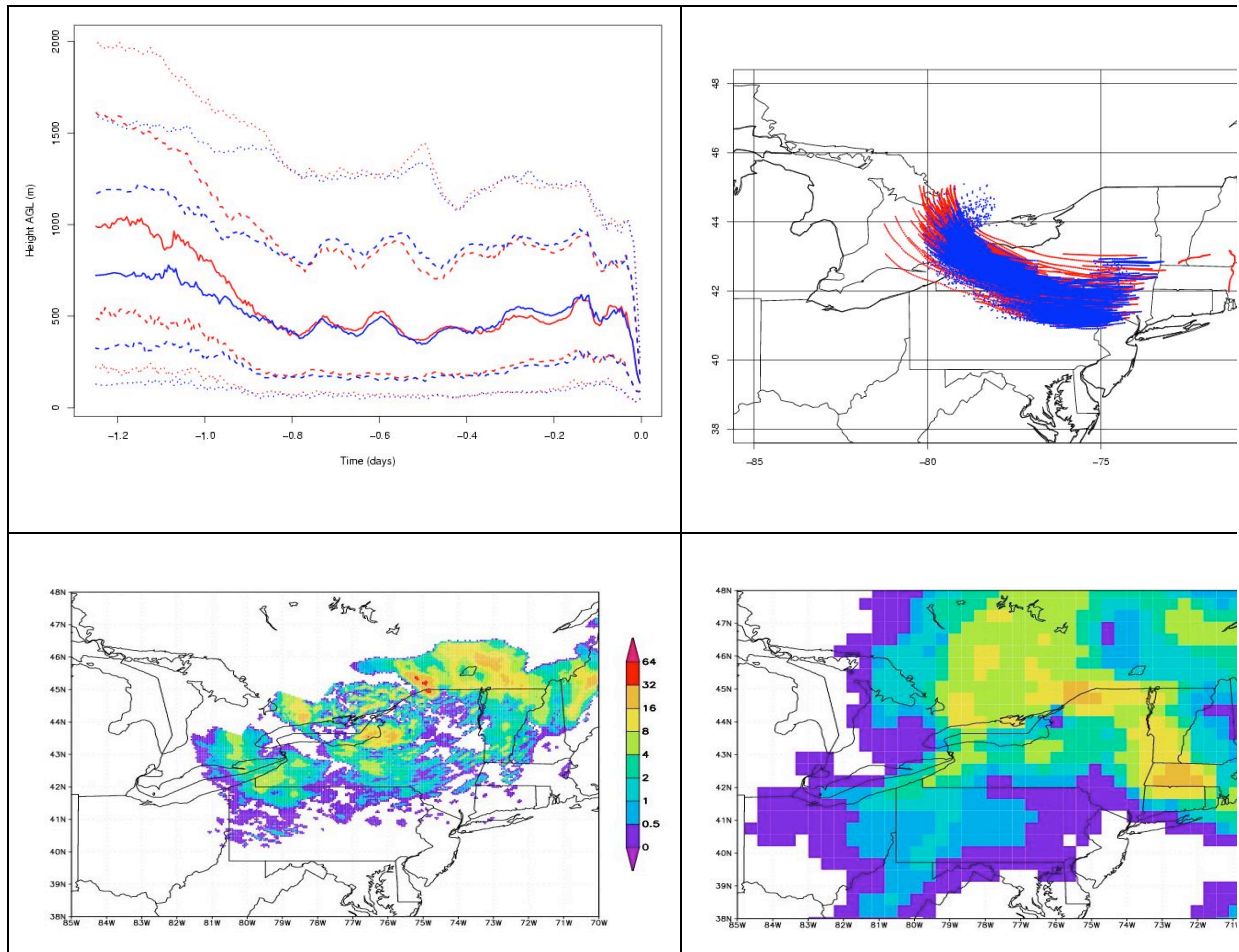 2000
1500
1000
500
0
Height AGL (m)
−1.2
−1.0
−0.8
−0.6
−0.4
−0.2
0.0
Time (days)
48
46
44
42
40
38
−85
−80
−75
48N
47N
46N
45N
44N
43N
42N
41N
40N
39N
38N
85W
84W
83W
82W
81W
80W
79W
78W
77W
76W
75W
74W
73W
72W
71W
70W
64
32
16
8
4
2
1
0.5
0
48N
47N
46N
45N
44N
43N
42N
41N
40N
39N
38N
85W
84W
83W
82W
81W
80W
79W
78W
77W
76W
75W
74W
73W
72W
71W